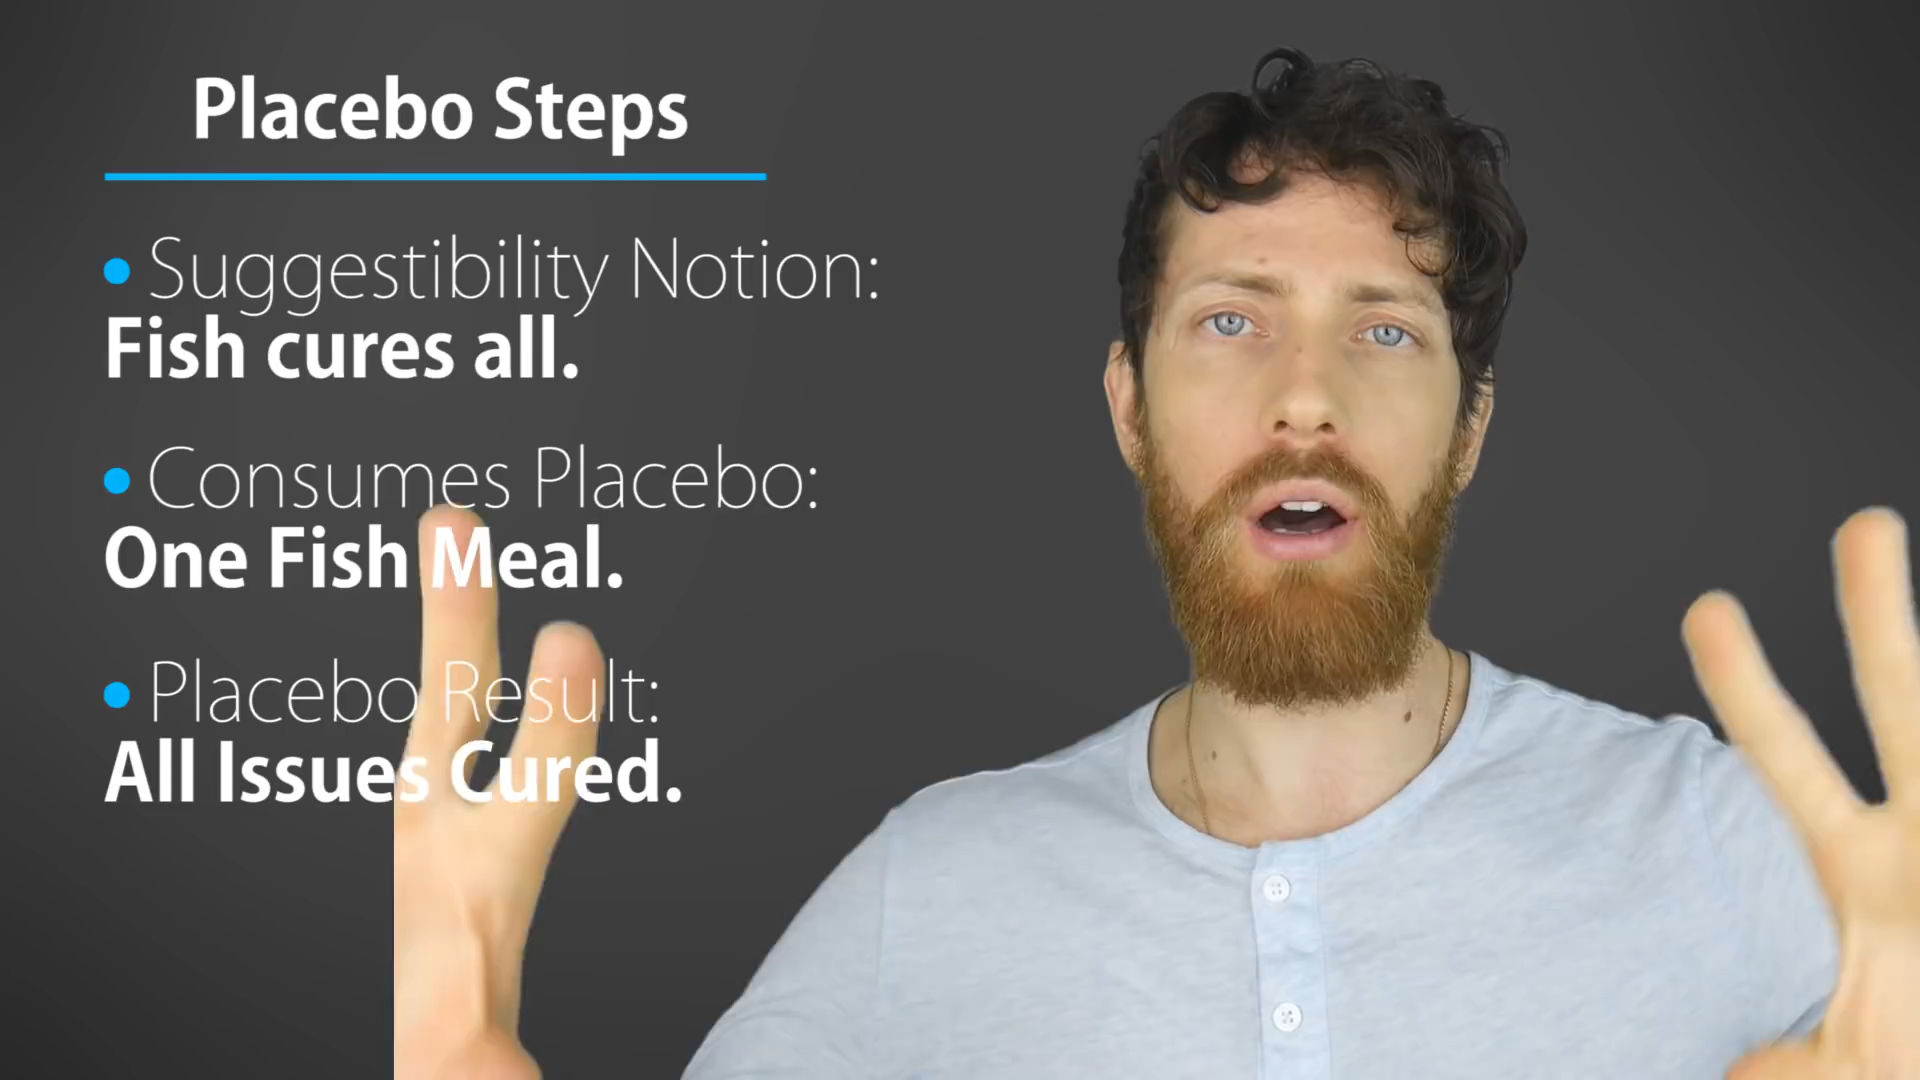 Placebo Steps
• Suggestibility Notion:
Fish cures all.
• Consumes Placebo:
One Fish Meal.
• Placebo Result:
All Issues Cured.